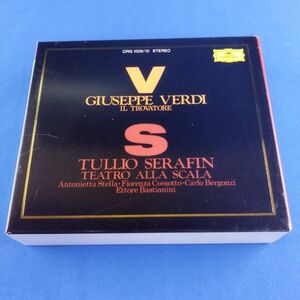 ORG 1009/10 STEREO
V
GIUSEPPE VERDI
IL TROVATORE
S
TULLIO SERAFIN
TEATRO ALLA SCALA
Antonietta Stella・Fiorenza Cossotto・Carlo Bergonzi
Ettore Bastianini